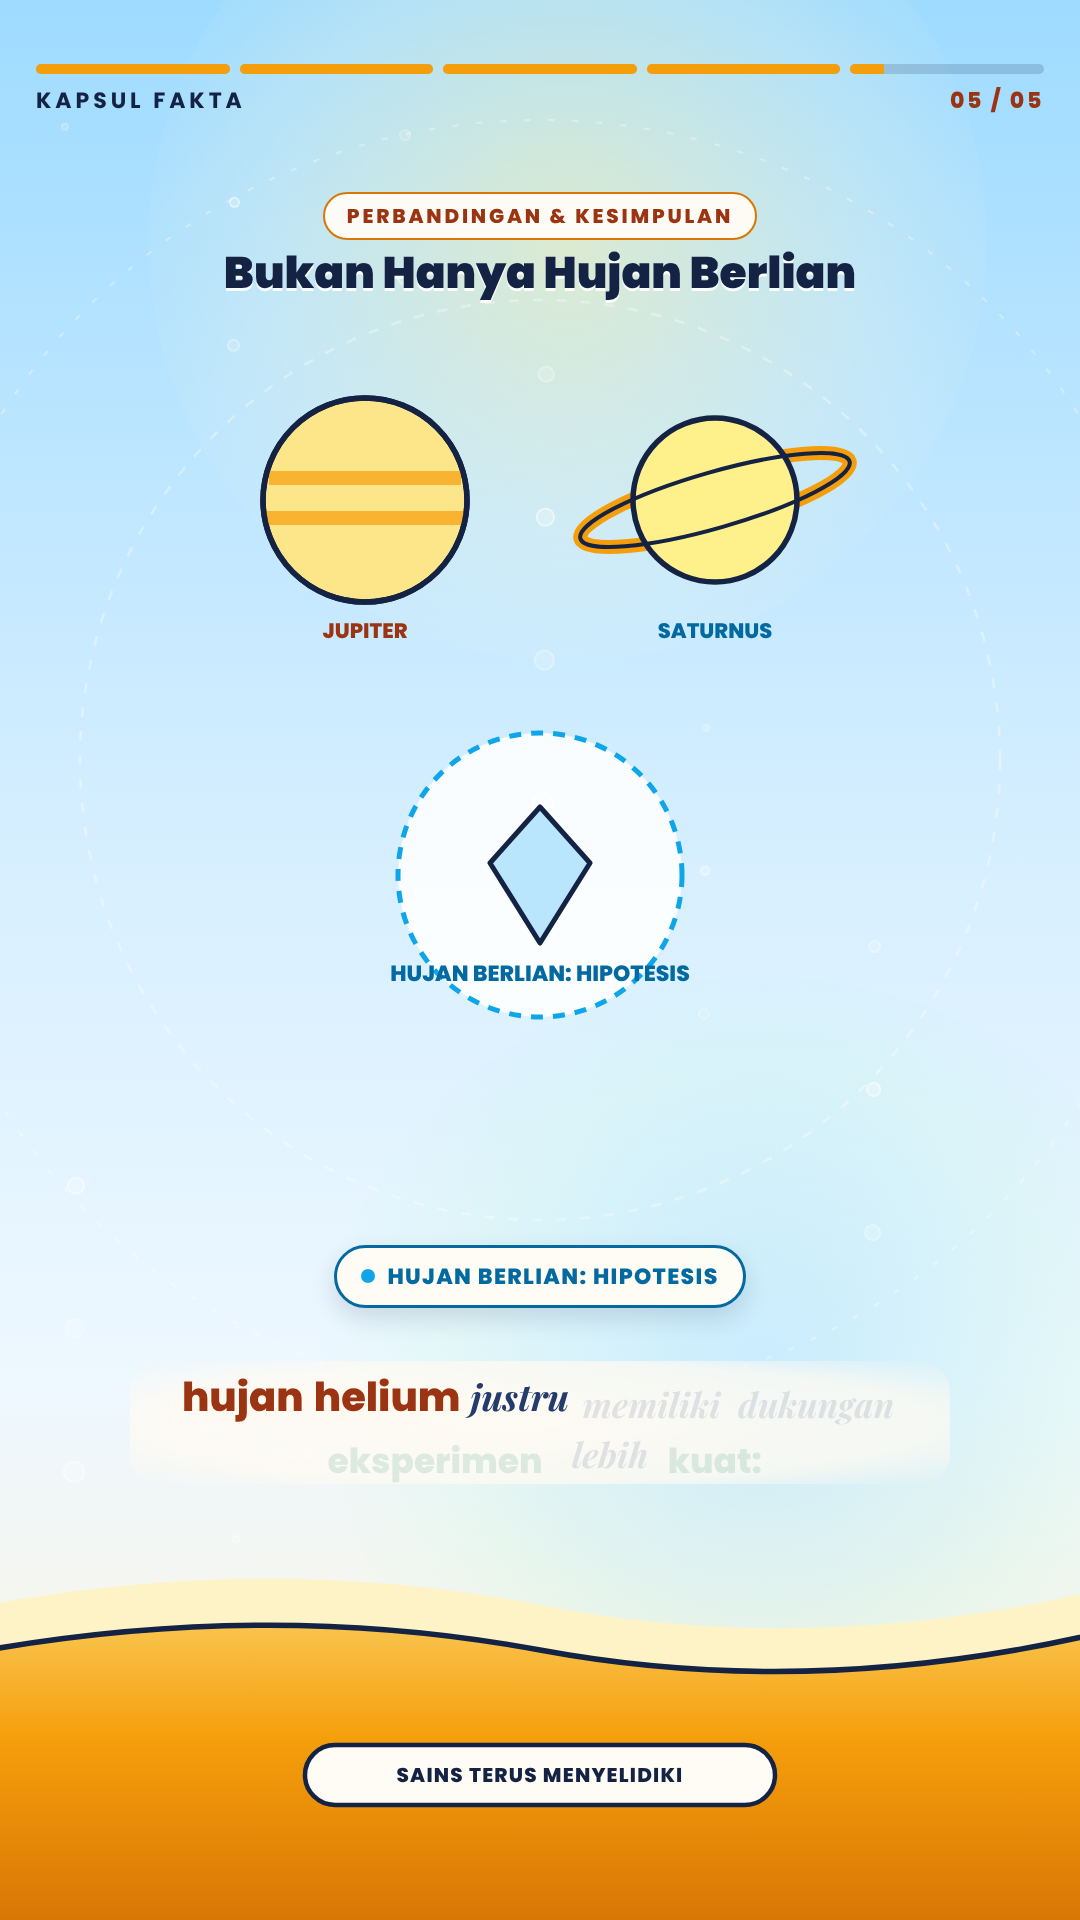 KAPSUL FAKTA
05 / 05
PERBANDINGAN & KESIMPULAN
Bukan Hanya Hujan Berlian
JUPITER
SATURNUS
HUJAN BERLIAN: HIPOTESIS
HUJAN BERLIAN: HIPOTESIS
hujan helium justru memiliki dukungan
eksperimen lebih kuat:
SAINS TERUS MENYELIDIKI